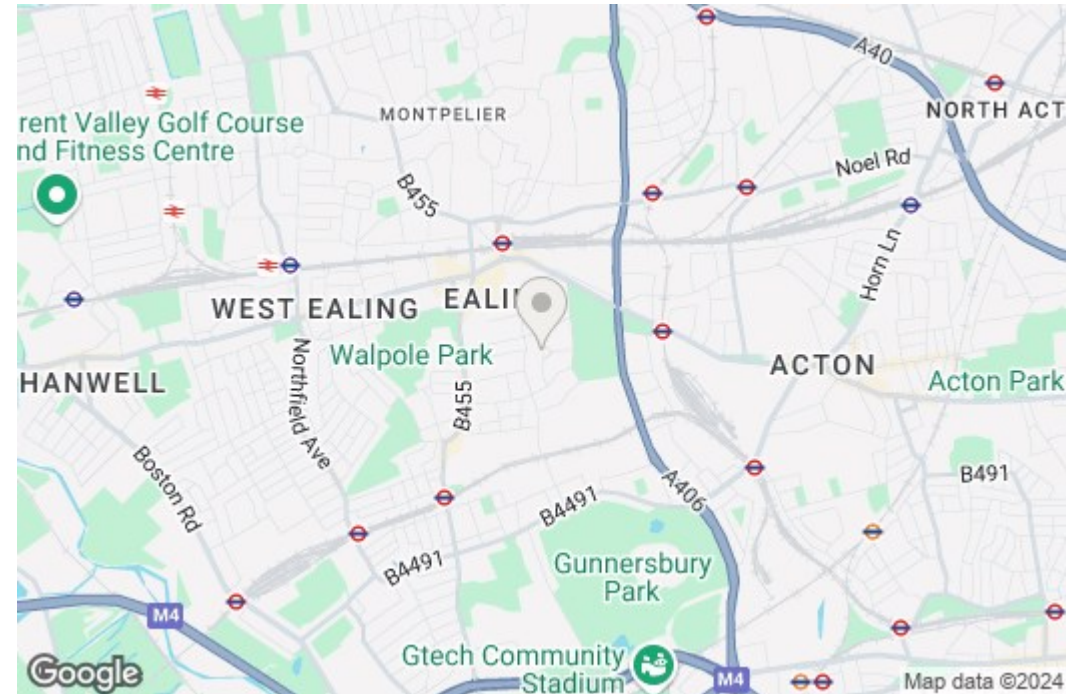 A40
MONTPELIER
NORTH ACT
rent Valley Golf Course
nd Fitness Centre
Noel Rd
B455
Horn Ln
WEST EALING
EALI
Walpole Park
ACTON
HANWELL
Acton Park
Northfield Ave
B455
Boston Rd
B491
A406
B4491
B4491
Gunnersbury
Park
M4
Gtech Community
Stadium
M4
Google
Map data ©2024